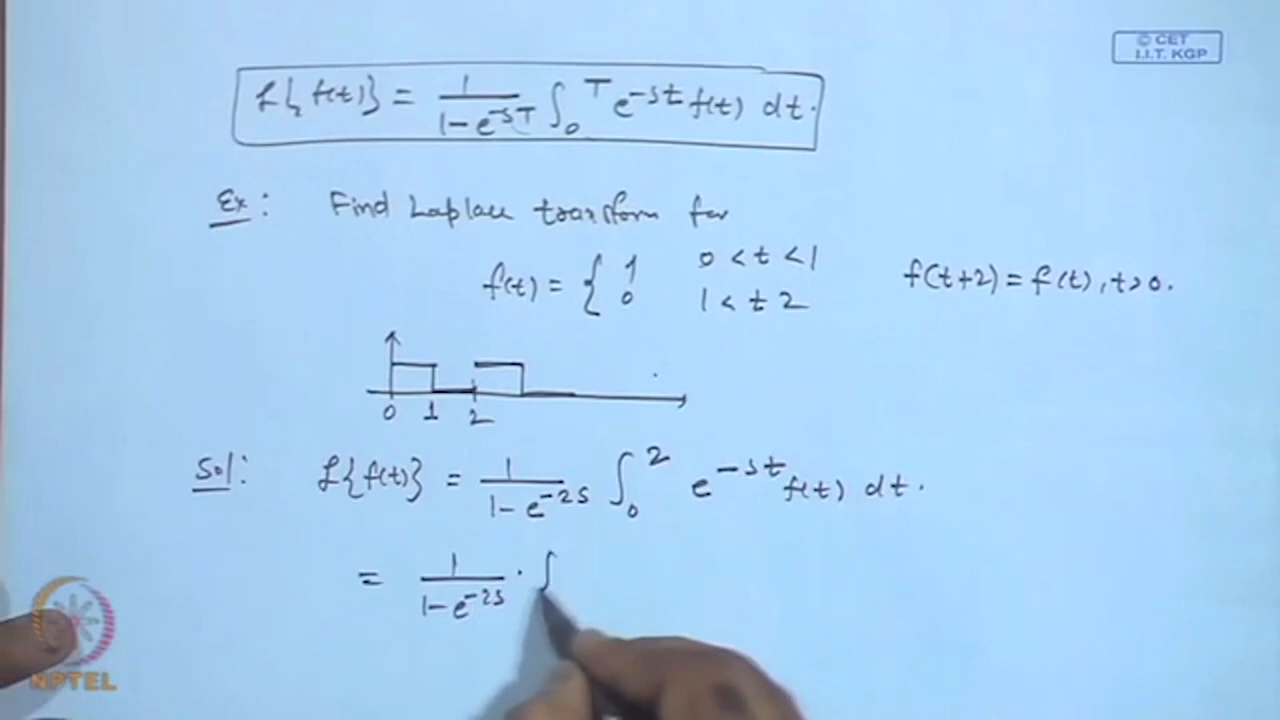 © CET
I.I.T. KGP
L{f(t)} = 1/(1-e^-sT) ∫_0^T e^-st f(t) dt.
Ex: Find Laplace transform for
f(t) = { 1 0 < t < 1
0 1 < t 2
f(t+2) = f(t), t>0.
0 1 2
Sol: L{f(t)} = 1/(1-e^-2s) ∫_0^2 e^-st f(t) dt.
= 1/(1-e^-2s) · ∫
NPTEL